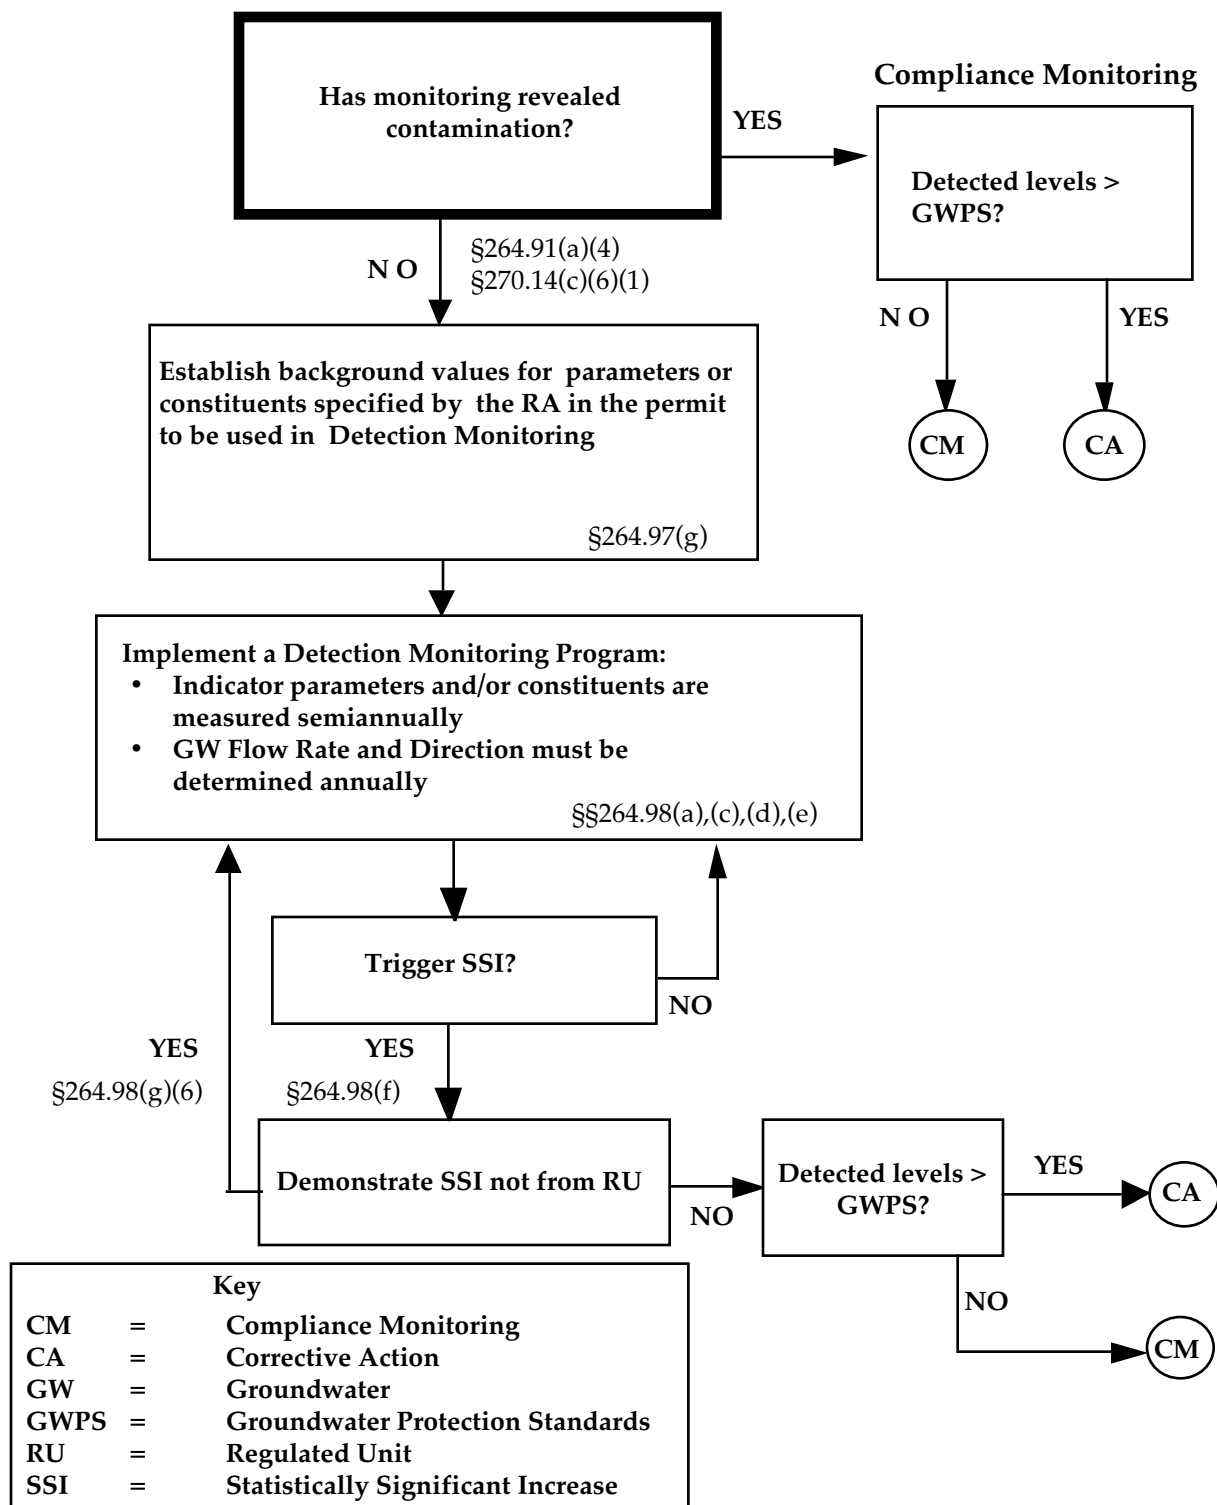 Has monitoring revealed
contamination?
YES
Compliance Monitoring
Detected levels >
GWPS?
N O
§264.91(a)(4)
§270.14(c)(6)(1)
N O
YES
CM
CA
Establish background values for parameters or
constituents specified by the RA in the permit
to be used in Detection Monitoring
§264.97(g)
Implement a Detection Monitoring Program:
• Indicator parameters and/or constituents are
measured semiannually
• GW Flow Rate and Direction must be
determined annually
§§264.98(a),(c),(d),(e)
Trigger SSI?
NO
YES
§264.98(g)(6)
YES
§264.98(f)
Demonstrate SSI not from RU
NO
Detected levels >
GWPS?
YES
CA
NO
CM
Key
CM = Compliance Monitoring
CA = Corrective Action
GW = Groundwater
GWPS = Groundwater Protection Standards
RU = Regulated Unit
SSI = Statistically Significant Increase